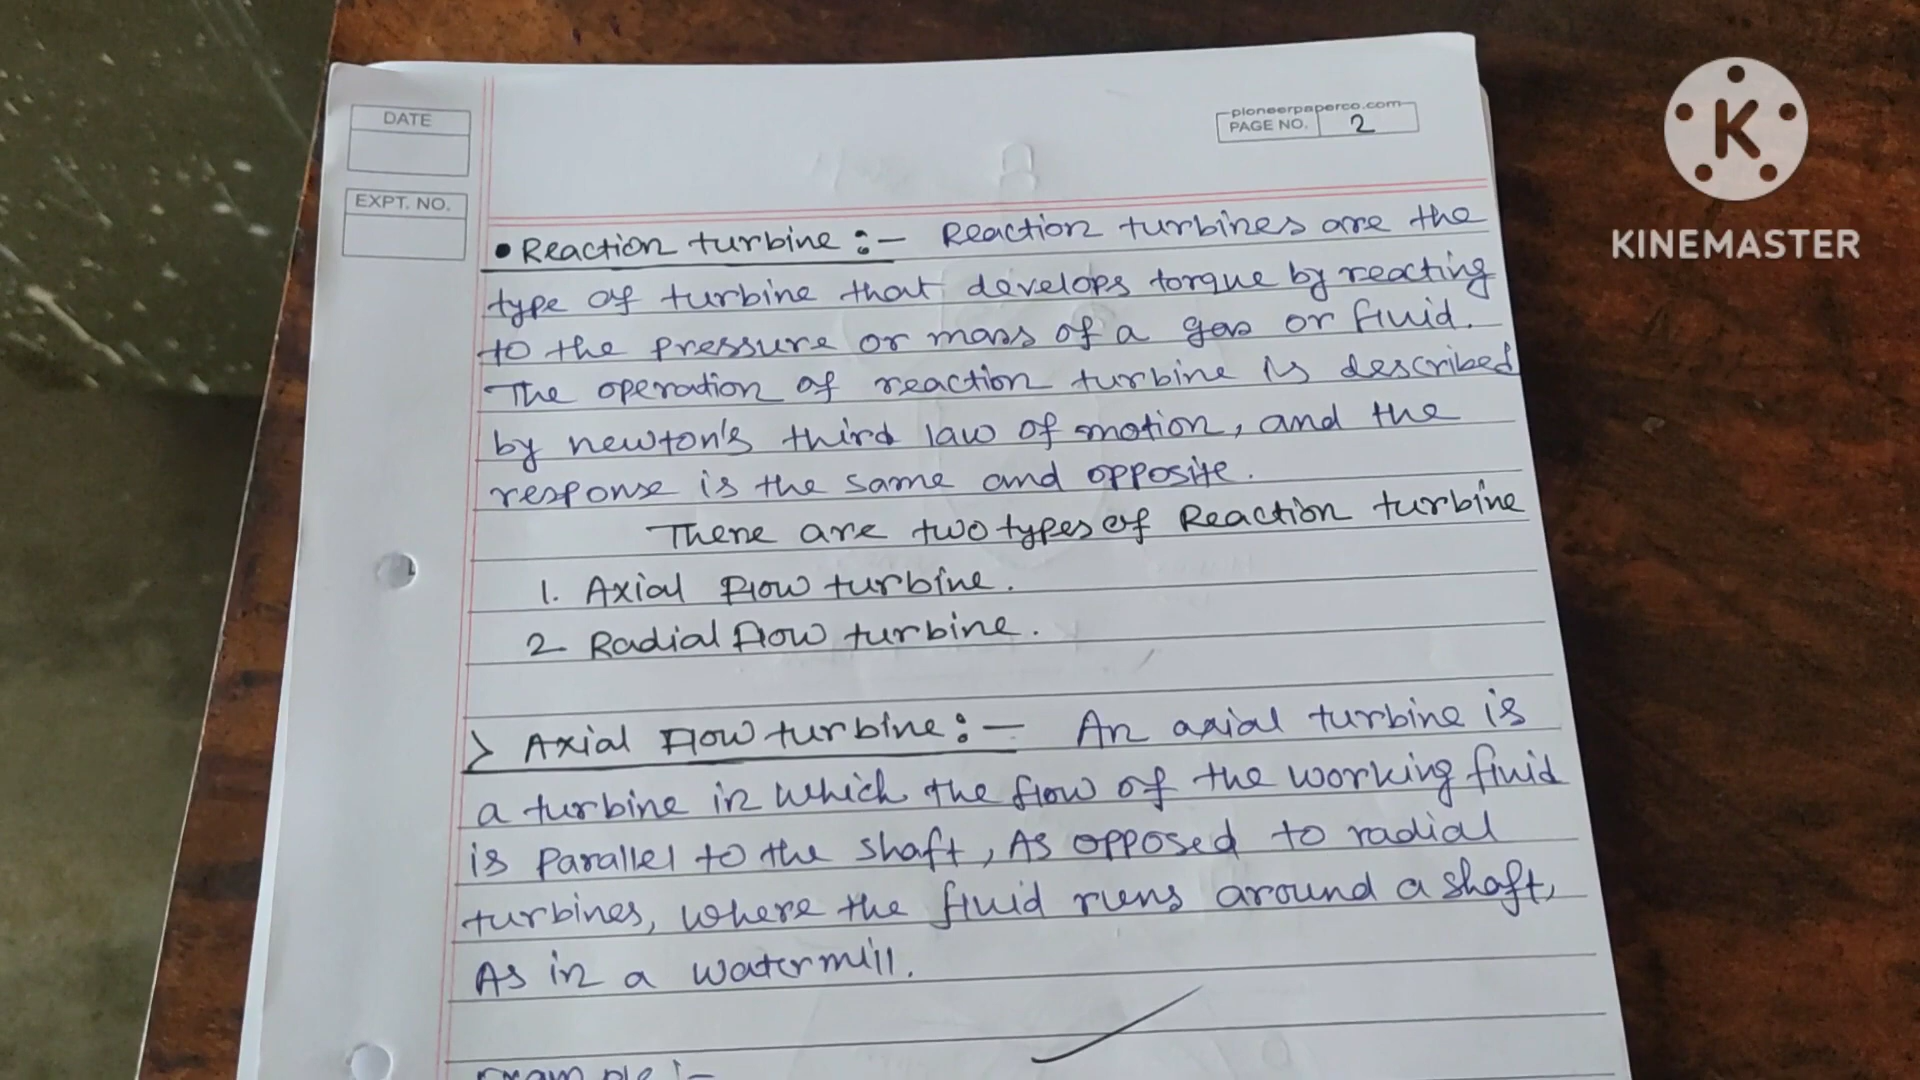 DATE
EXPT. NO.
pioneerpaperco.com
PAGE NO. 2
KINEMASTER
• Reaction turbine :- Reaction turbines are the
type of turbine that develops torque by reacting
to the pressure or mass of a gas or fluid.
The operation of reaction turbine is described
by newton's third law of motion, and the
response is the same and opposite.
There are two types of Reaction turbine
1. Axial Flow turbine.
2. Radial Flow turbine.
> Axial Flow turbine :- An axial turbine is
a turbine in which the flow of the working fluid
is parallel to the shaft, As opposed to radial
turbines, where the fluid runs around a shaft,
As in a watermill.
Example :-